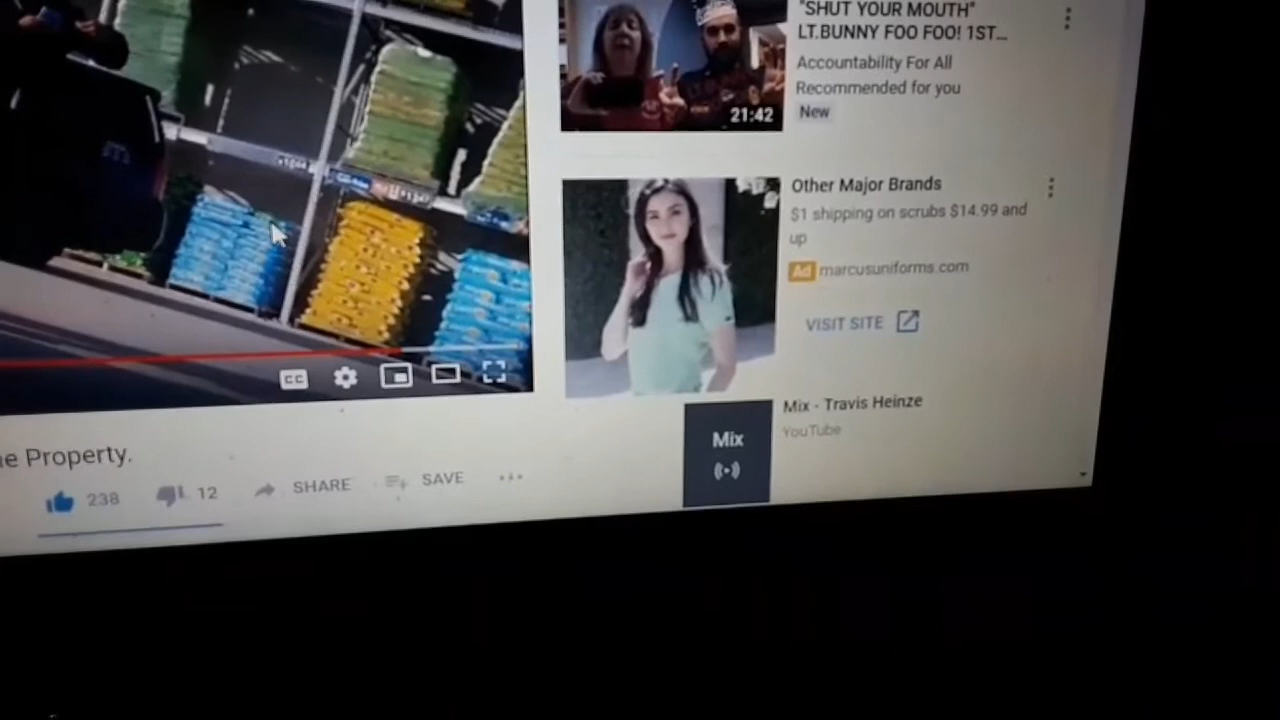 "SHUT YOUR MOUTH"
LT.BUNNY FOO FOO! 1ST...
Accountability For All
Recommended for you
New
21:42
Other Major Brands
$1 shipping on scrubs $14.99 and
up
Ad marcusuniforms.com
VISIT SITE
Mix - Travis Heinze
YouTube
Mix
CC
Property.
238
12
SHARE
SAVE